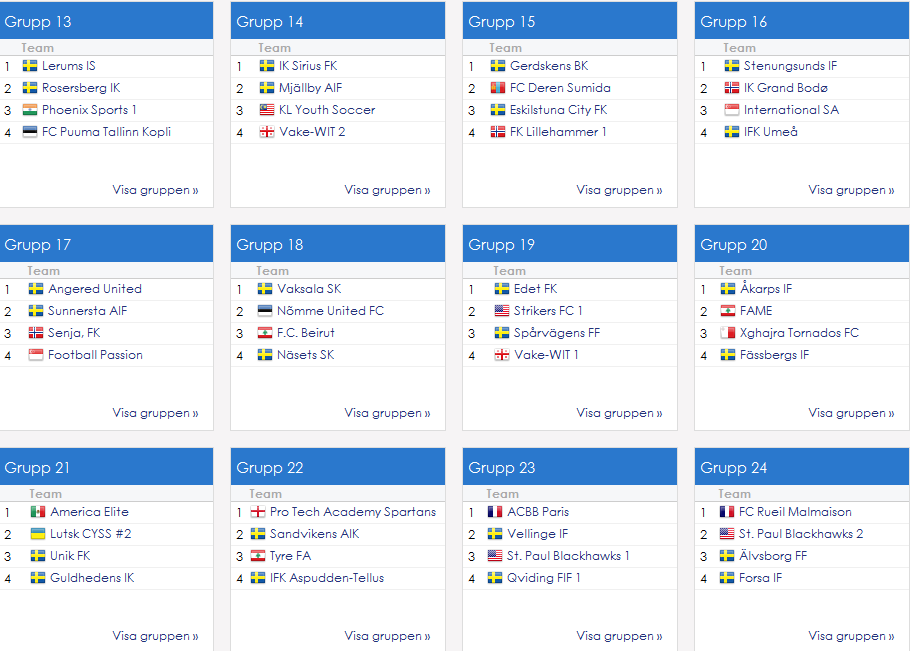 Grupp 13
Team
1 Lerums IS
2 Rosersberg IK
3 Phoenix Sports 1
4 FC Puuma Tallinn Kopli
Visa gruppen »
Grupp 14
Team
1 IK Sirius FK
2 Mjällby AIF
3 KL Youth Soccer
4 Vake-WIT 2
Visa gruppen »
Grupp 15
Team
1 Gerdskens BK
2 FC Deren Sumida
3 Eskilstuna City FK
4 FK Lillehammer 1
Visa gruppen »
Grupp 16
Team
1 Stenungsunds IF
2 IK Grand Bodø
3 International SA
4 IFK Umeå
Visa gruppen »
Grupp 17
Team
1 Angered United
2 Sunnersta AIF
3 Senja, FK
4 Football Passion
Visa gruppen »
Grupp 18
Team
1 Vaksala SK
2 Nõmme United FC
3 F.C. Beirut
4 Näsets SK
Visa gruppen »
Grupp 19
Team
1 Edet FK
2 Strikers FC 1
3 Spårvägens FF
4 Vake-WIT 1
Visa gruppen »
Grupp 20
Team
1 Åkarps IF
2 FAME
3 Xghajra Tornados FC
4 Fässbergs IF
Visa gruppen »
Grupp 21
Team
1 America Elite
2 Lutsk CYSS #2
3 Unik FK
4 Guldhedens IK
Visa gruppen »
Grupp 22
Team
1 Pro Tech Academy Spartans
2 Sandvikens AIK
3 Tyre FA
4 IFK Aspudden-Tellus
Visa gruppen »
Grupp 23
Team
1 ACBB Paris
2 Vellinge IF
3 St. Paul Blackhawks 1
4 Qviding FIF 1
Visa gruppen »
Grupp 24
Team
1 FC Rueil Malmaison
2 St. Paul Blackhawks 2
3 Älvsborg FF
4 Forsa IF
Visa gruppen »